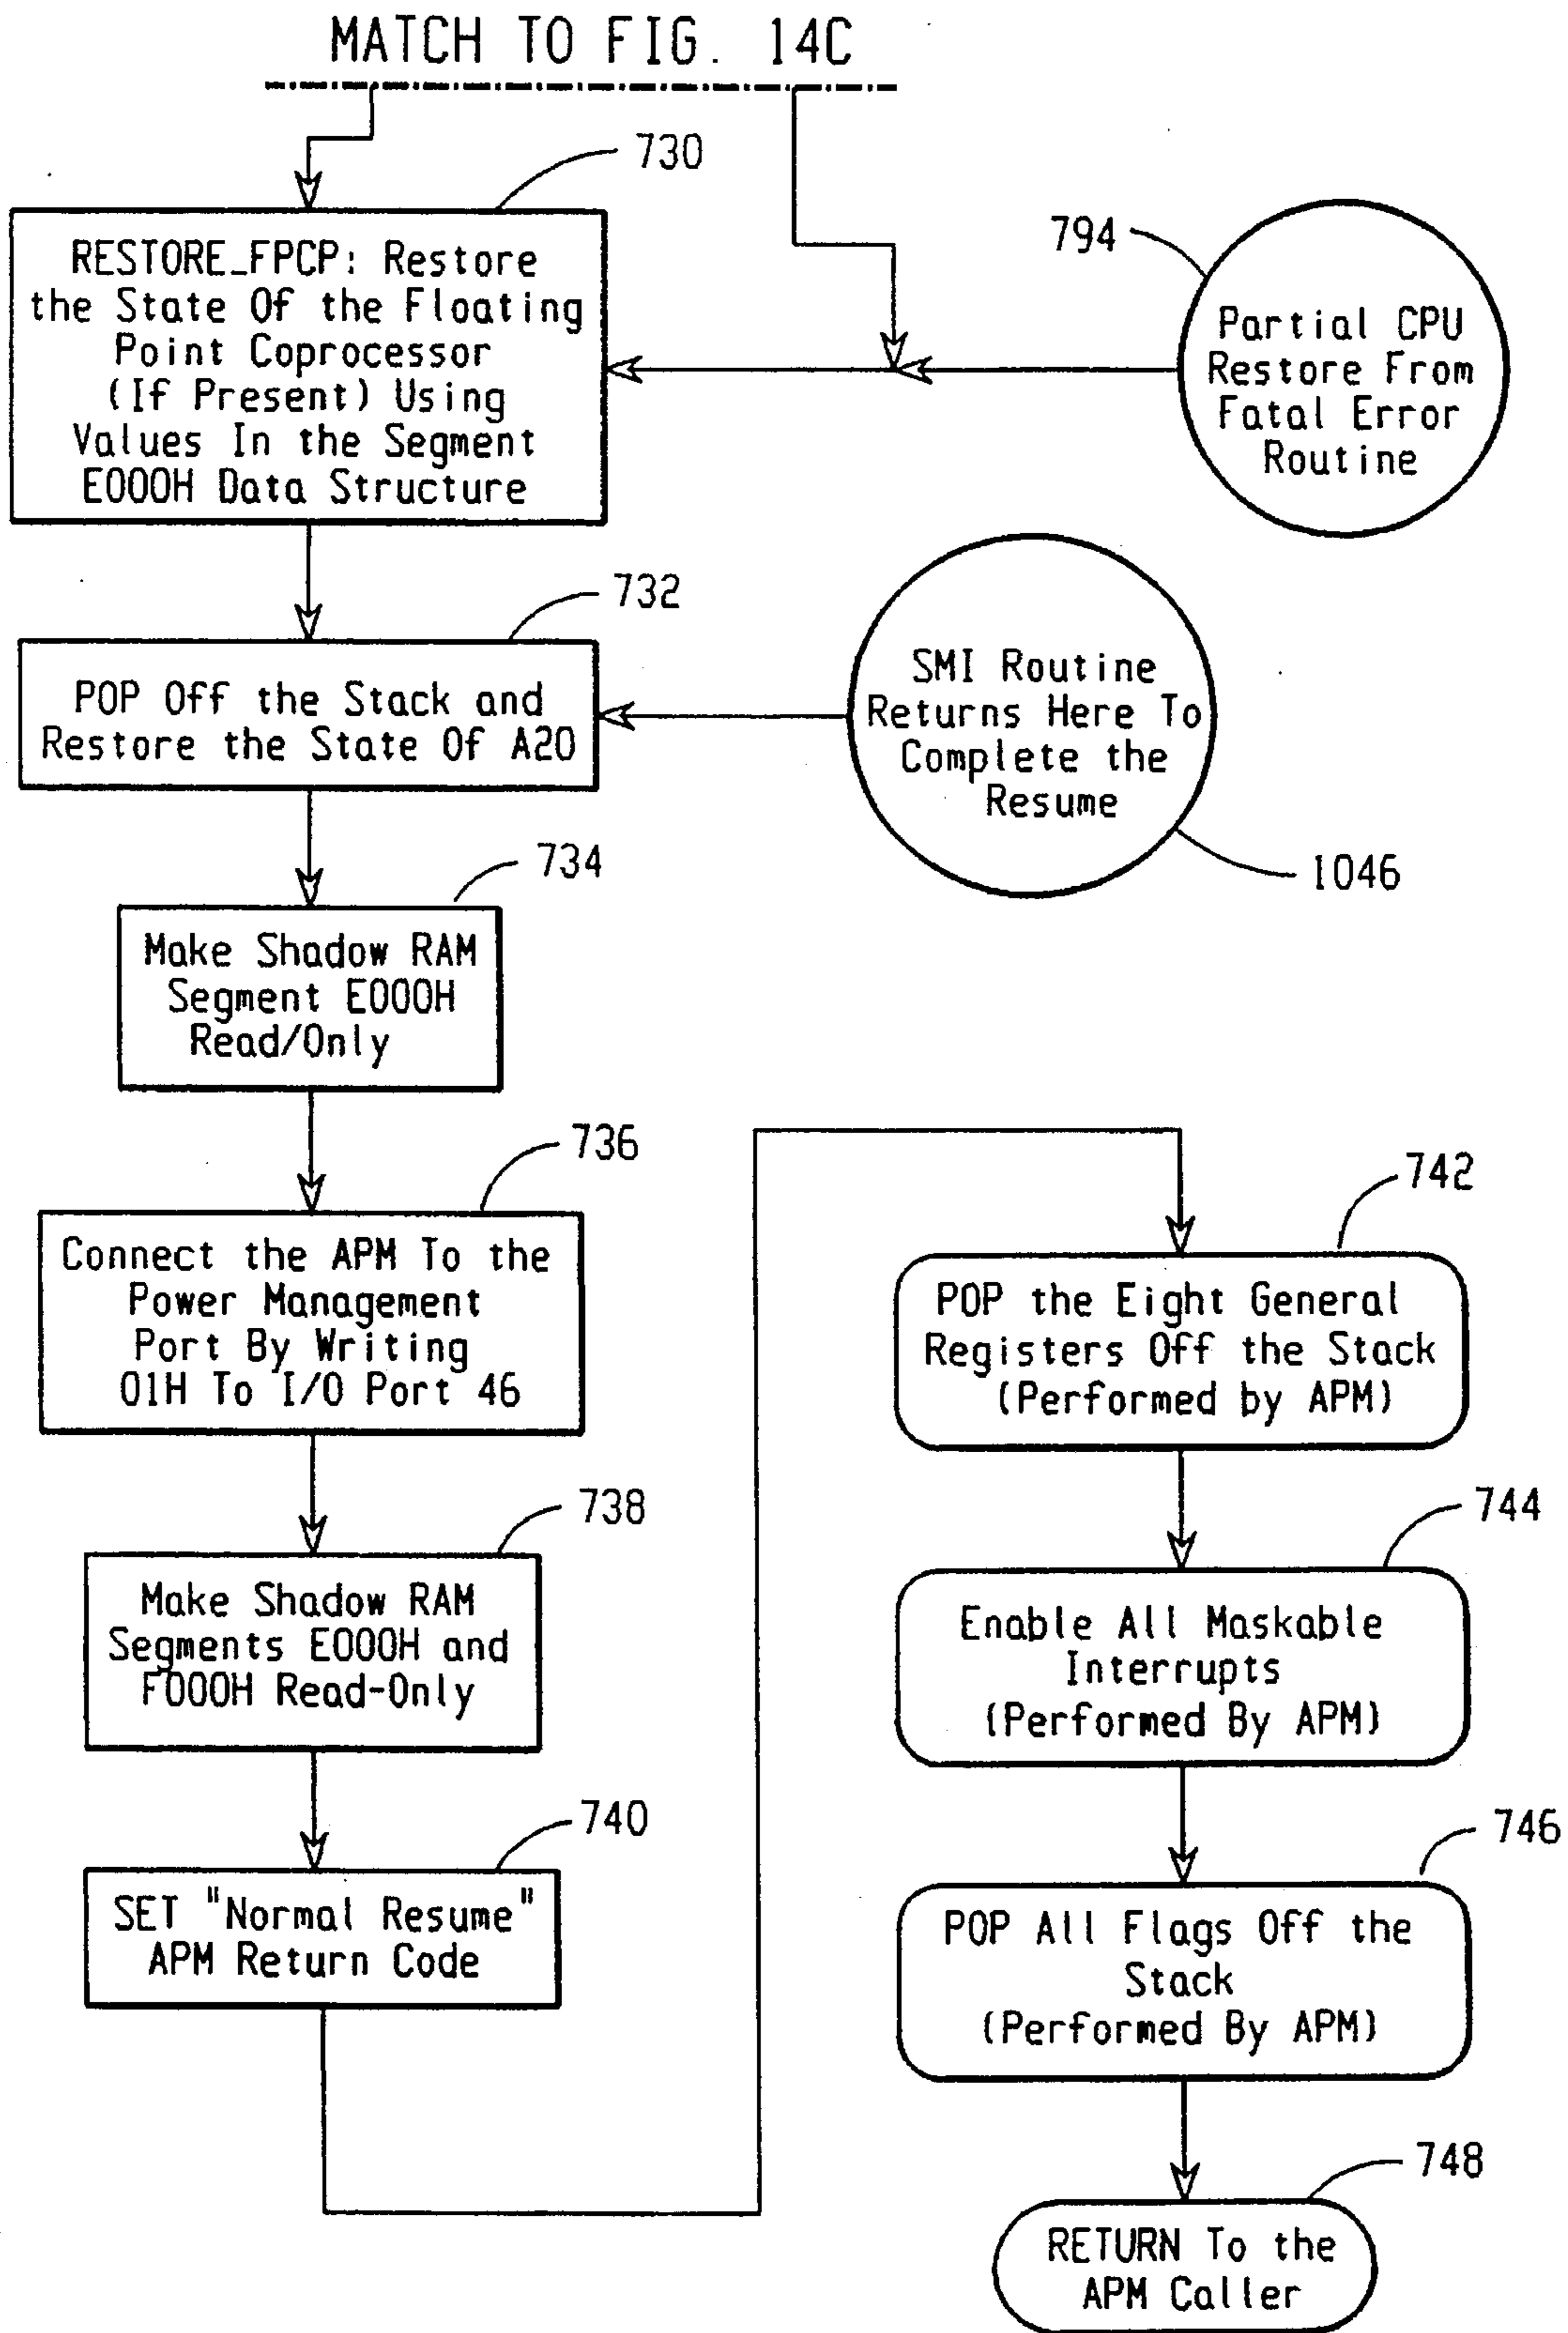 MATCH TO FIG. 14C
730
RESTORE_FPCP: Restore
the State Of the Floating
Point Coprocessor
(If Present) Using
Values In the Segment
E000H Data Structure
794
Partial CPU
Restore From
Fatal Error
Routine
732
POP Off the Stack and
Restore the State Of A20
SMI Routine
Returns Here To
Complete the
Resume
1046
734
Make Shadow RAM
Segment E000H
Read/Only
736
Connect the APM To the
Power Management
Port By Writing
01H To I/O Port 46
738
Make Shadow RAM
Segments E000H and
F000H Read-Only
740
SET "Normal Resume"
APM Return Code
742
POP the Eight General
Registers Off the Stack
(Performed by APM)
744
Enable All Maskable
Interrupts
(Performed By APM)
746
POP All Flags Off the
Stack
(Performed By APM)
748
RETURN To the
APM Caller